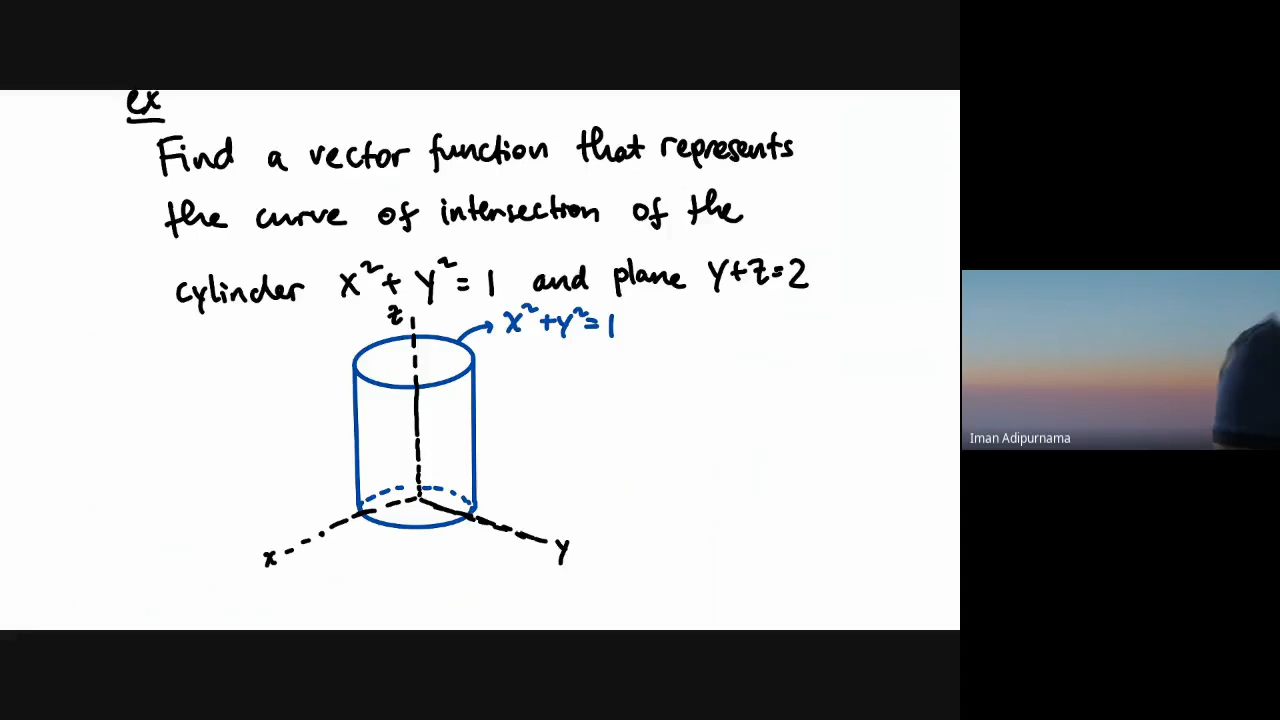 ex
Find a vector function that represents
the curve of intersection of the
cylinder x²+y²=1 and plane y+z=2
z
x²+y²=1
x
y
Iman Adipurnama